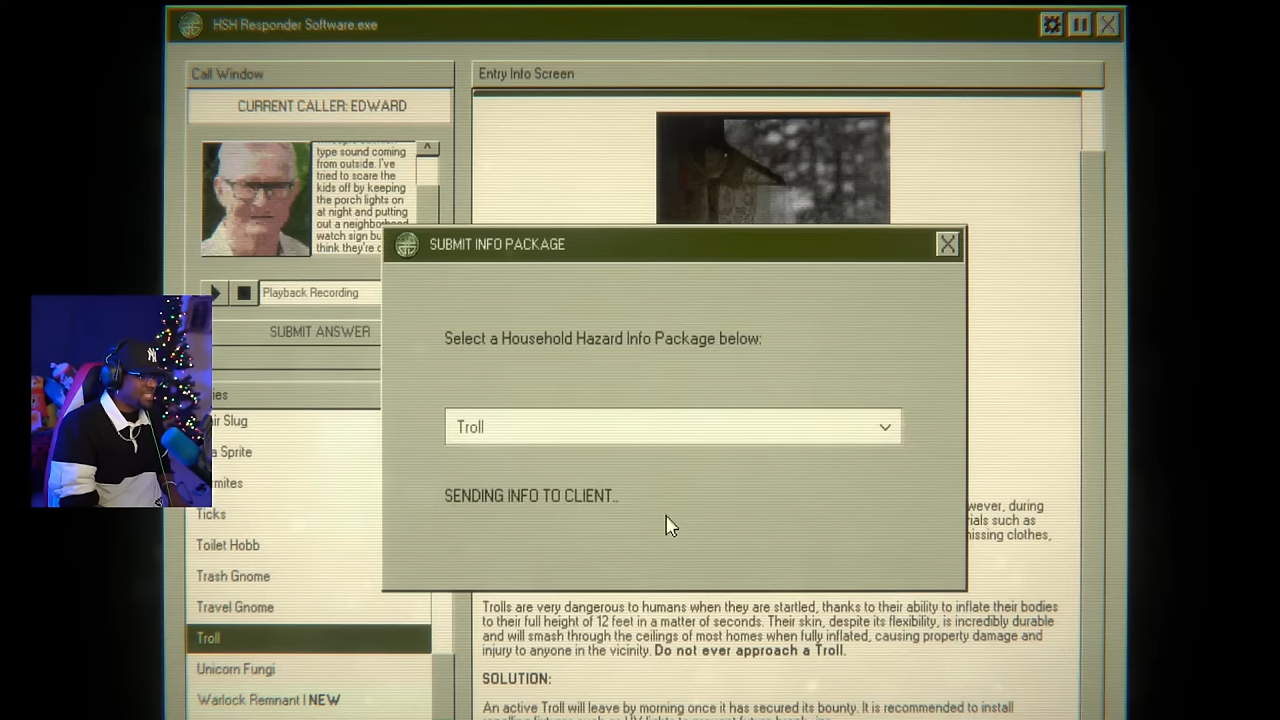 HSH Responder Software.exe
Call Window
CURRENT CALLER: EDWARD
type sound coming
from outside. I've
tried to scare the
kids off by keeping
the porch lights on
at night and putting
out a neighborhood
watch sign bu
think they're
Playback Recording
SUBMIT ANSWER
ies
air Slug
a Sprite
rmites
Ticks
Toilet Hobb
Trash Gnome
Travel Gnome
Troll
Unicorn Fungi
Warlock Remnant | NEW
Entry Info Screen
SUBMIT INFO PACKAGE
Select a Household Hazard Info Package below:
Troll
SENDING INFO TO CLIENT..
wever, during
rials such as
missing clothes,
Trolls are very dangerous to humans when they are startled, thanks to their ability to inflate their bodies
to their full height of 12 feet in a matter of seconds. Their skin, despite its flexibility, is incredibly durable
and will smash through the ceilings of most homes when fully inflated, causing property damage and
injury to anyone in the vicinity. Do not ever approach a Troll.
SOLUTION:
An active Troll will leave by morning once it has secured its bounty. It is recommended to install